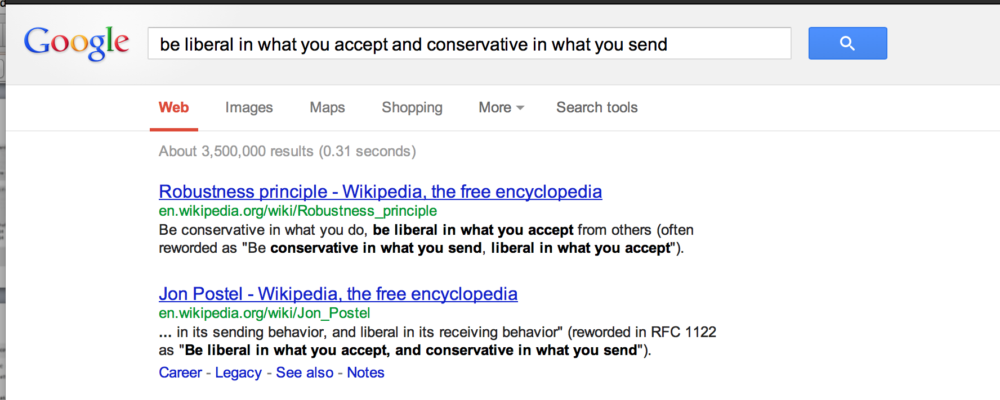 Google
be liberal in what you accept and conservative in what you send
Web Images Maps Shopping More Search tools
About 3,500,000 results (0.31 seconds)
Robustness principle - Wikipedia, the free encyclopedia
en.wikipedia.org/wiki/Robustness_principle
Be conservative in what you do, be liberal in what you accept from others (often
reworded as "Be conservative in what you send, liberal in what you accept").
Jon Postel - Wikipedia, the free encyclopedia
en.wikipedia.org/wiki/Jon_Postel
... in its sending behavior, and liberal in its receiving behavior" (reworded in RFC 1122
as "Be liberal in what you accept, and conservative in what you send").
Career - Legacy - See also - Notes